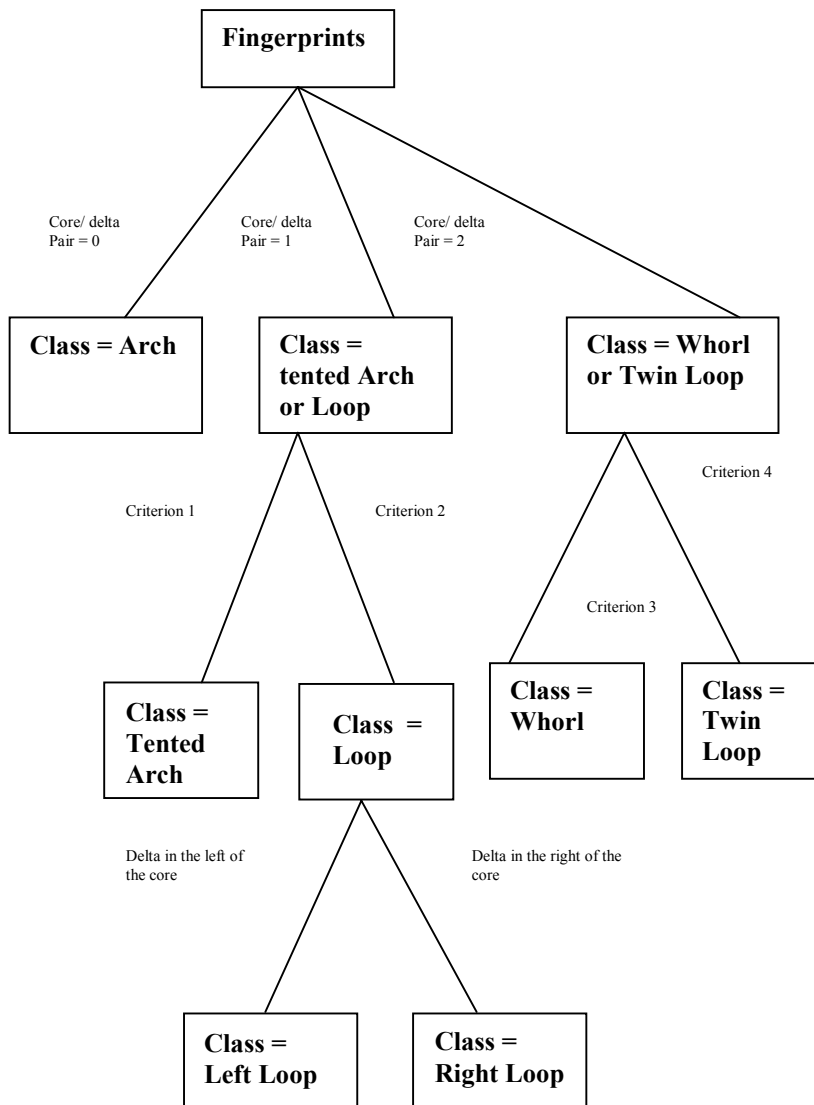 Fingerprints
Core/ delta
Pair = 0
Core/ delta
Pair = 1
Core/ delta
Pair = 2
Class = Arch
Class =
tented Arch
or Loop
Class = Whorl
or Twin Loop
Criterion 1
Criterion 2
Criterion 4
Criterion 3
Class =
Tented
Arch
Class =
Loop
Class =
Whorl
Class =
Twin
Loop
Delta in the left of
the core
Delta in the right of the
core
Class =
Left Loop
Class =
Right Loop